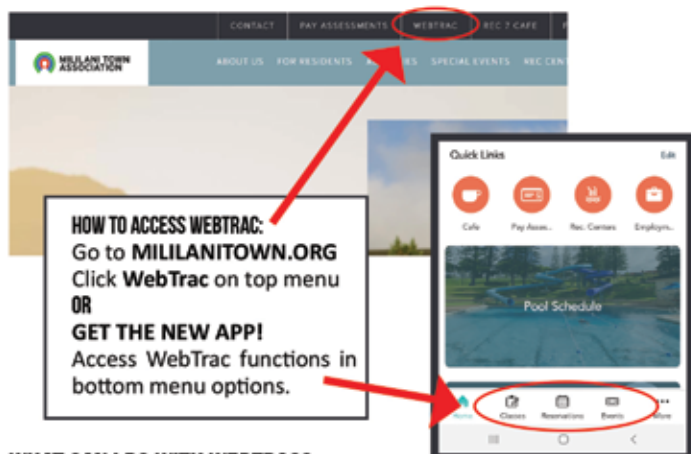 CONTACT PAY ASSESSMENTS WEBTRAC REC 7 CAFE
MILILANI TOWN
ASSOCIATION
ABOUT US FOR RESIDENTS SPECIAL EVENTS REC CEN
HOW TO ACCESS WEBTRAC:
Go to MILILANITOWN.ORG
Click WebTrac on top menu
OR
GET THE NEW APP!
Access WebTrac functions in
bottom menu options.
Quick Links Edit
Cafe Pay Asses... Rec. Centers Employm...
Pool Schedule
Home Classes Reservations Events More